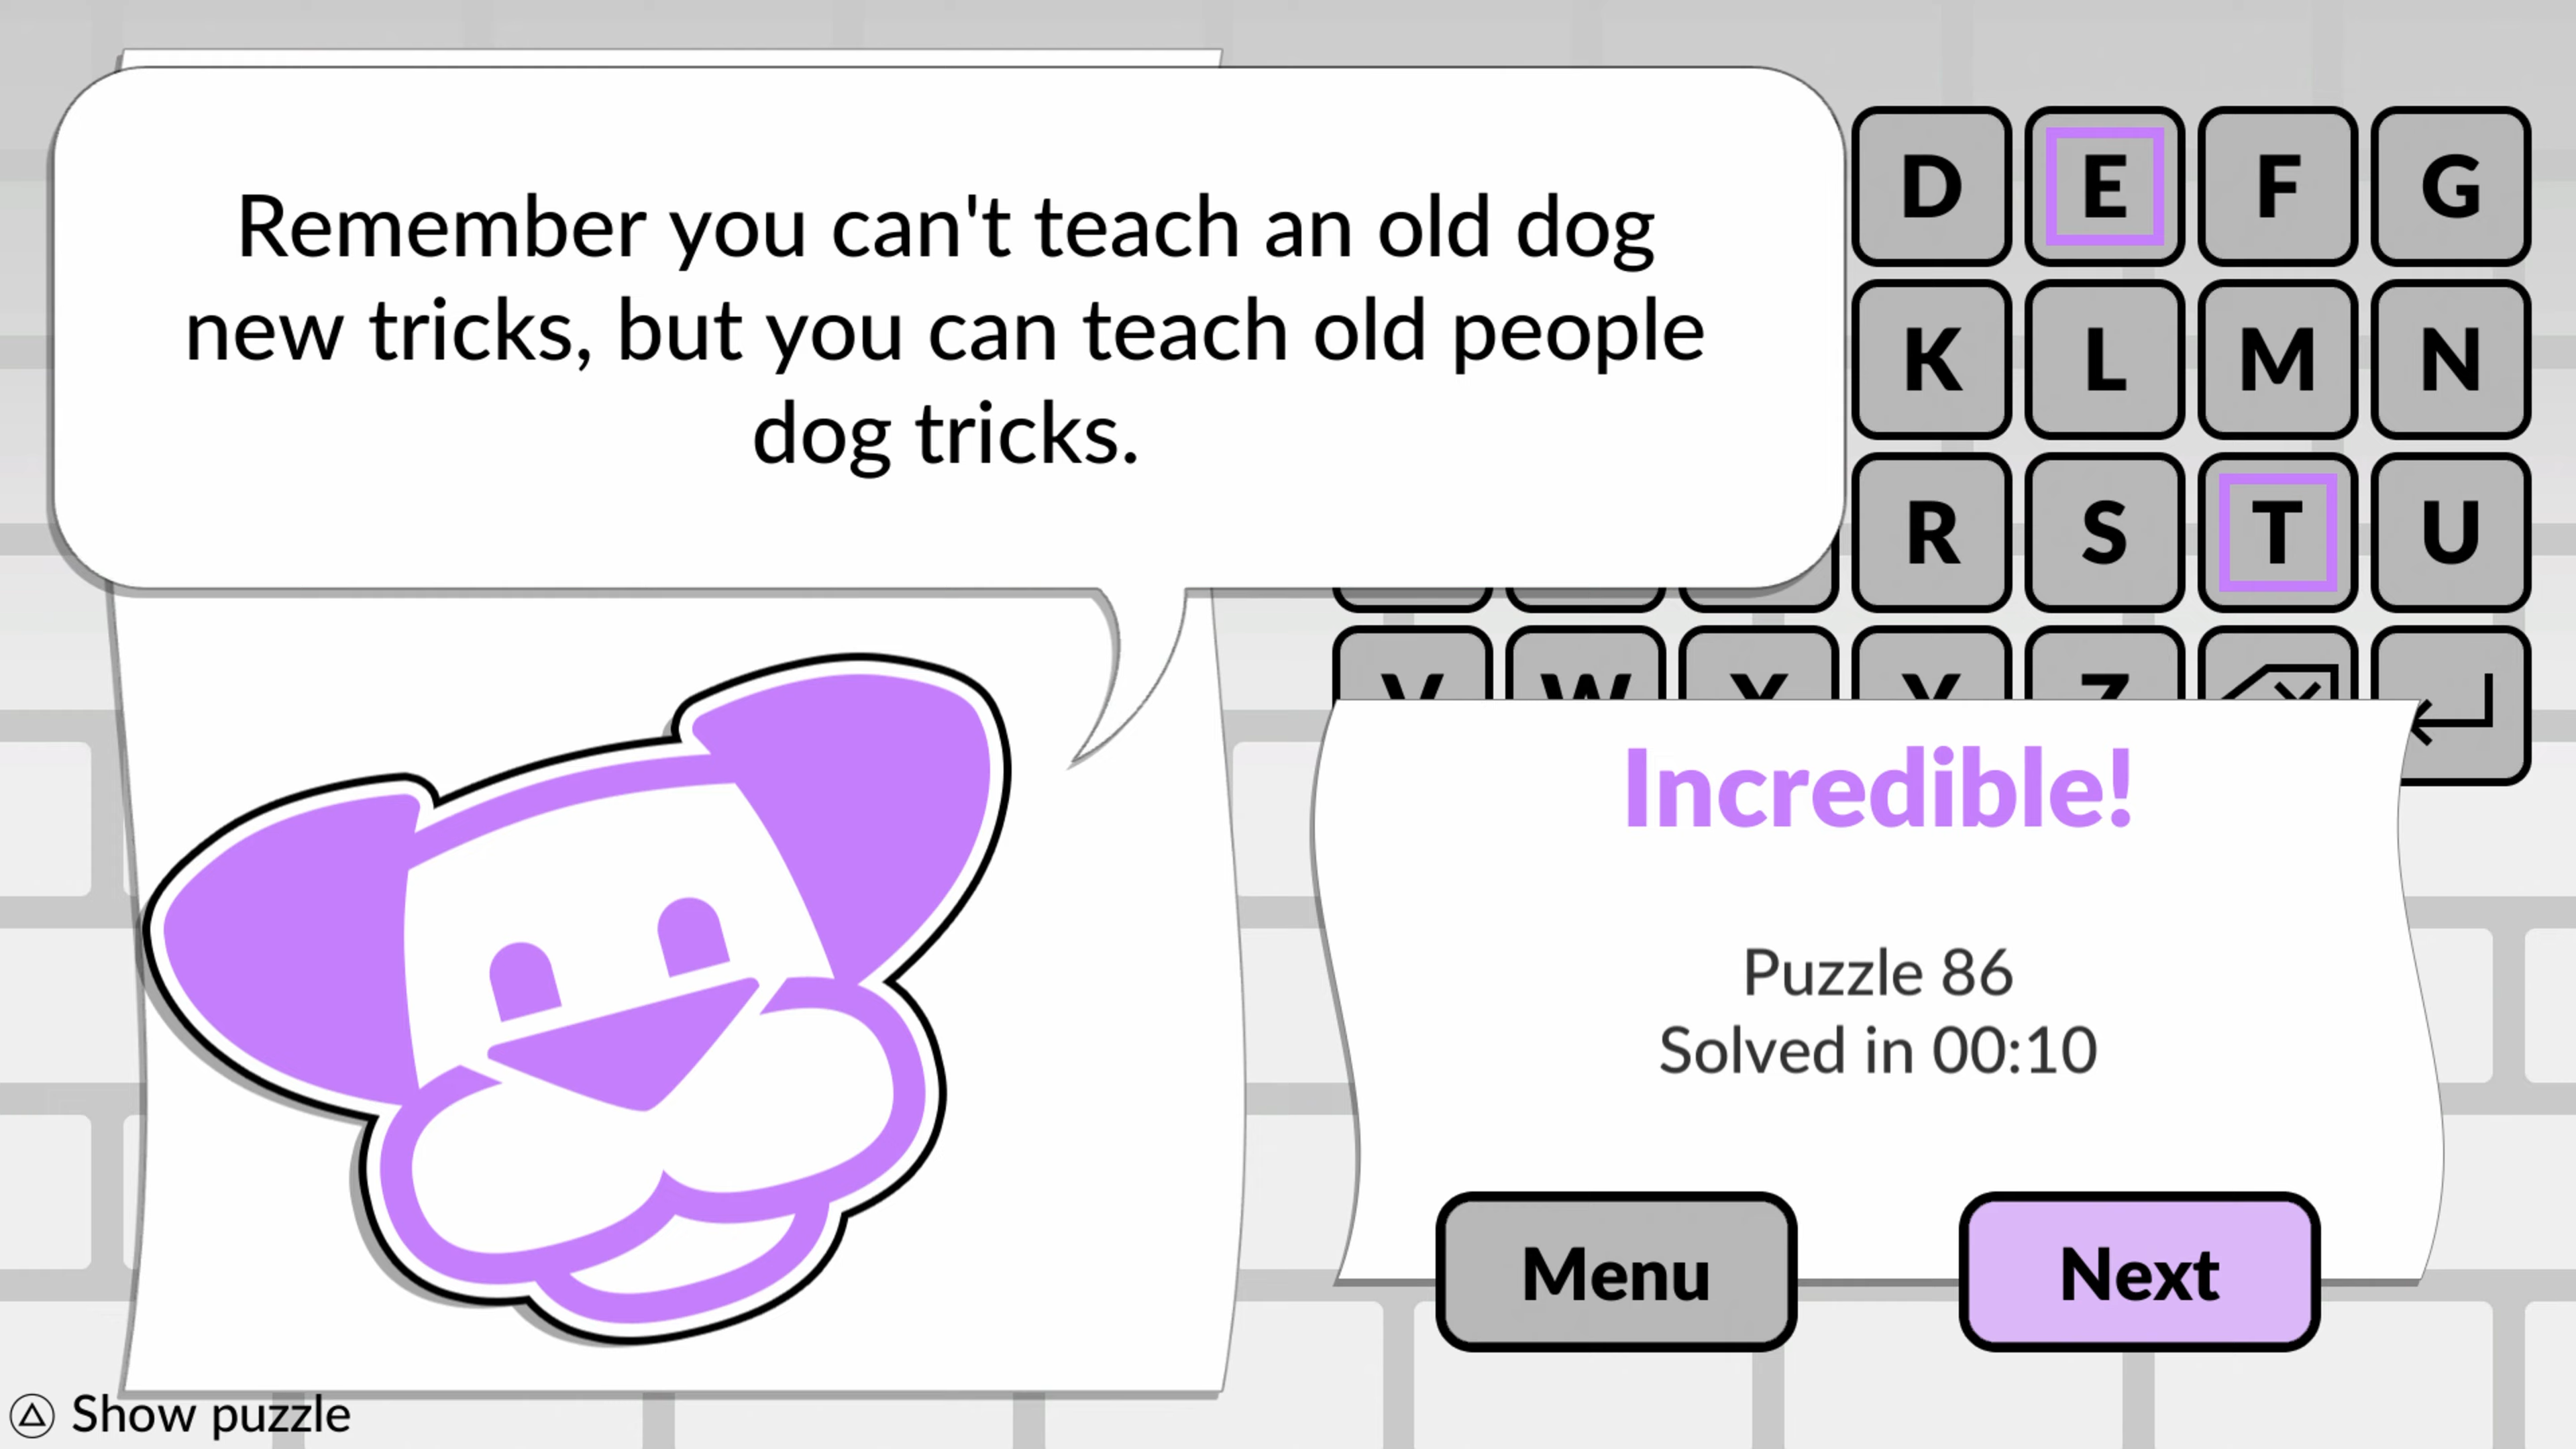 Remember you can't teach an old dog
new tricks, but you can teach old people
dog tricks.
D E F G
K L M N
R S T U
V W X Y Z
Incredible!
Puzzle 86
Solved in 00:10
Menu Next
Show puzzle